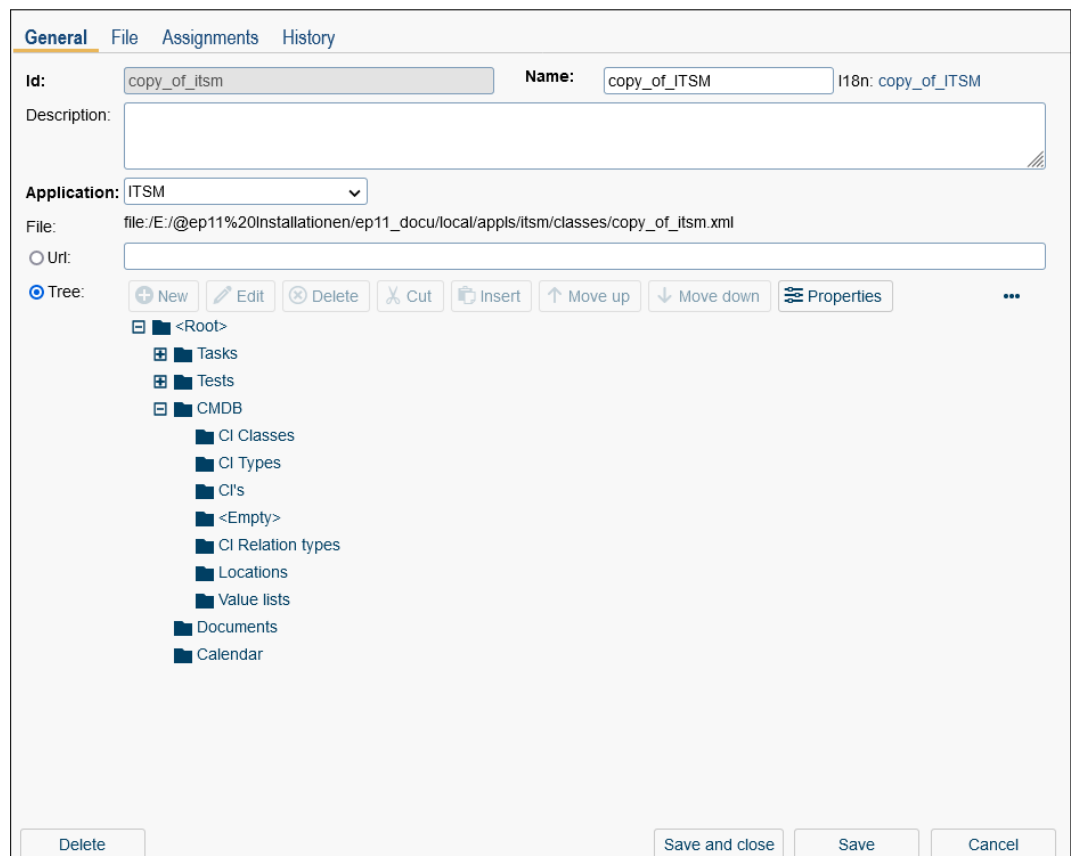 General File Assignments History
Id: copy_of_itsm Name: copy_of_ITSM I18n: copy_of_ITSM
Description:
Application: ITSM
File: file:/E:/@ep11%20Installationen/ep11_docu/local/appls/itsm/classes/copy_of_itsm.xml
Url:
Tree: New Edit Delete Cut Insert Move up Move down Properties •••
<Root>
Tasks
Tests
CMDB
CI Classes
CI Types
CI's
<Empty>
CI Relation types
Locations
Value lists
Documents
Calendar
Delete Save and close Save Cancel